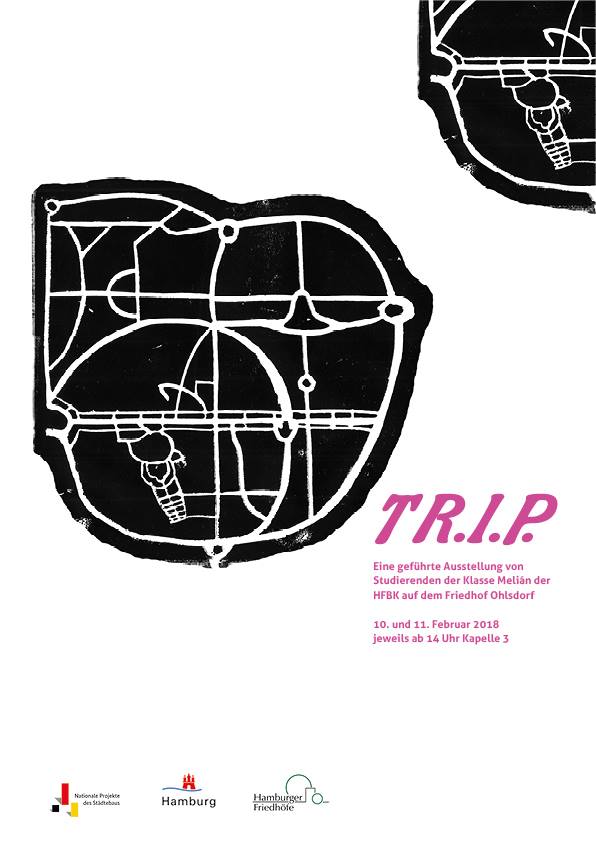 T.R.I.P.
Eine geführte Ausstellung von
Studierenden der Klasse Melián der
HFBK auf dem Friedhof Ohlsdorf
10. und 11. Februar 2018
jeweils ab 14 Uhr Kapelle 3
Nationale Projekte
des Städtebaus
Hamburg
Hamburger
Friedhöfe